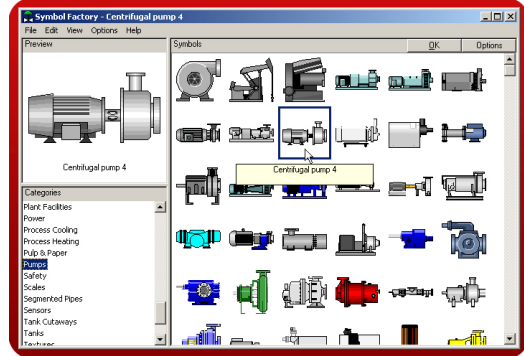 Symbol Factory - Centrifugal pump 4
File Edit View Options Help
Preview
Symbols
OK
Options
Centrifugal pump 4
Centrifugal pump 4
Categories
Plant Facilities
Power
Process Cooling
Process Heating
Pulp & Paper
Pumps
Safety
Scales
Segmented Pipes
Sensors
Tank Cutaways
Tanks
Textures